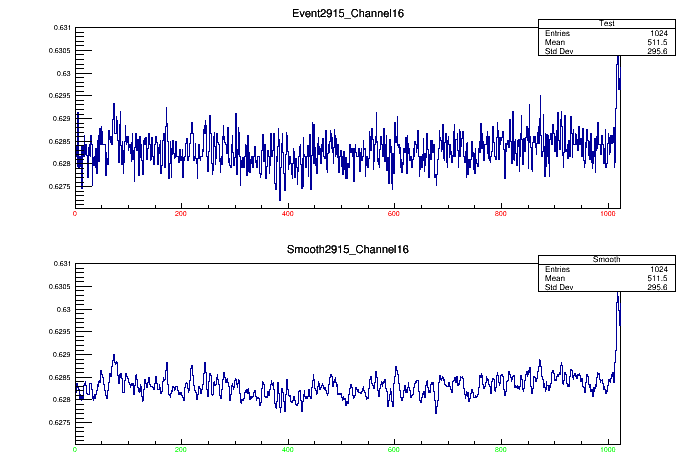 Event2915_Channel16
Test
Entries 1024
Mean 511.5
Std Dev 295.6
0.631
0.6305
0.63
0.6295
0.629
0.6285
0.628
0.6275
0 200 400 600 800 1000
Smooth2915_Channel16
Smooth
Entries 1024
Mean 511.5
Std Dev 295.6
0.631
0.6305
0.63
0.6295
0.629
0.6285
0.628
0.6275
0 200 400 600 800 1000